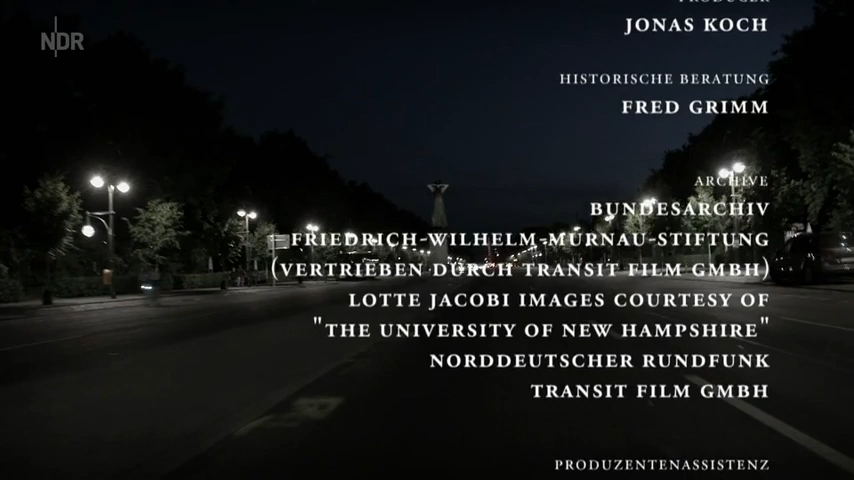 PRODUCER
NDR
JONAS KOCH
HISTORISCHE BERATUNG
FRED GRIMM
ARCHIVE
BUNDESARCHIV
FRIEDRICH-WILHELM-MURNAU-STIFTUNG
(VERTRIEBEN DURCH TRANSIT FILM GMBH)
LOTTE JACOBI IMAGES COURTESY OF
"THE UNIVERSITY OF NEW HAMPSHIRE"
NORDDEUTSCHER RUNDFUNK
TRANSIT FILM GMBH
PRODUZENTENASSISTENZ